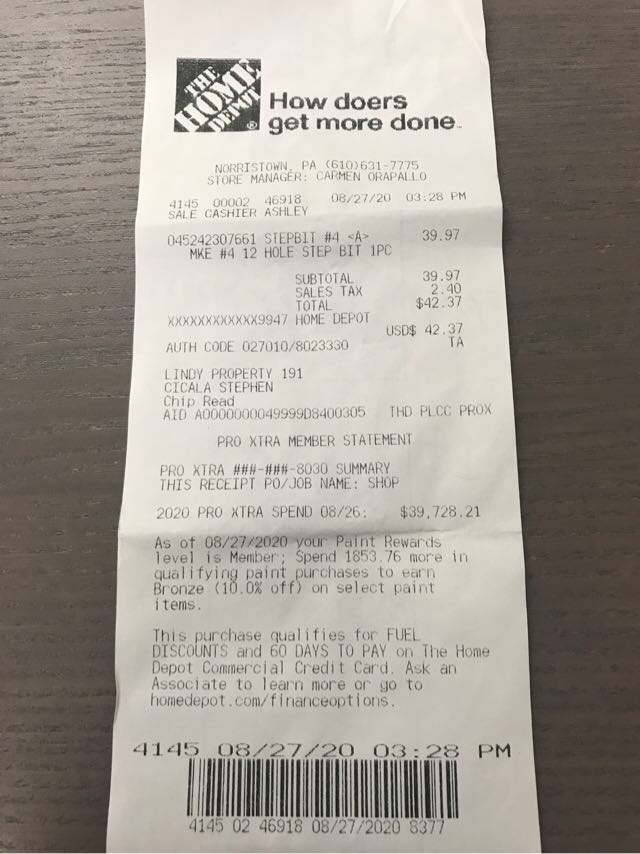 THE
HOME
DEPOT
®
How doers
get more done™
NORRISTOWN, PA (610)631-7775
STORE MANAGER: CARMEN ORAPALLO
4145 00002 46918 08/27/20 03:28 PM
SALE CASHIER ASHLEY
045242307661 STEPBIT #4 <A> 39.97
MKE #4 12 HOLE STEP BIT 1PC
SUBTOTAL 39.97
SALES TAX 2.40
TOTAL $42.37
XXXXXXXXXXXX9947 HOME DEPOT
USD$ 42.37
AUTH CODE 027010/8023330 TA
LINDY PROPERTY 191
CICALA STEPHEN
Chip Read
AID A0000000049999D8400305 THD PLCC PROX
PRO XTRA MEMBER STATEMENT
PRO XTRA ###-###-8030 SUMMARY
THIS RECEIPT PO/JOB NAME: SHOP
2020 PRO XTRA SPEND 08/26: $39,728.21
As of 08/27/2020 your Paint Rewards
level is Member; Spend 1853.76 more in
qualifying paint purchases to earn
Bronze (10.0% off) on select paint
items.
This purchase qualifies for FUEL
DISCOUNTS and 60 DAYS TO PAY on The Home
Depot Commercial Credit Card. Ask an
Associate to learn more or go to
homedepot.com/financeoptions.
4145 08/27/20 03:28 PM
4145 02 46918 08/27/2020 8377